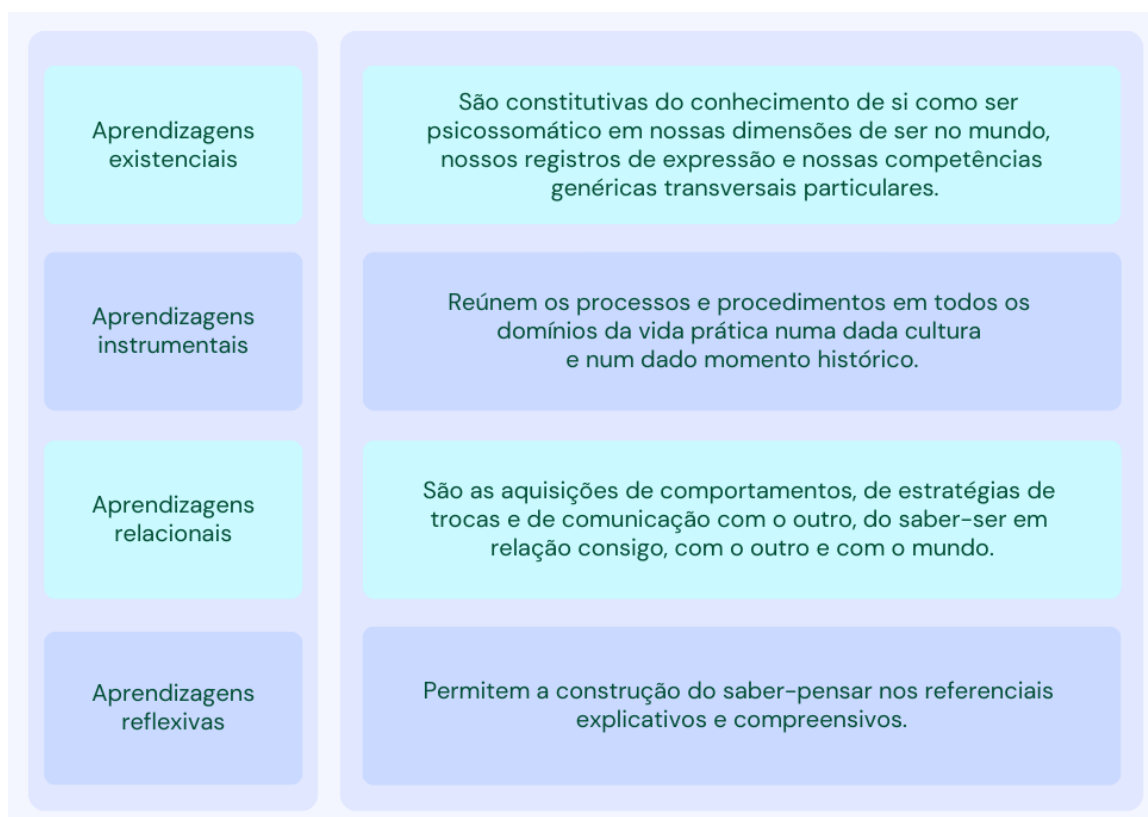 Aprendizagens
existenciais
São constitutivas do conhecimento de si como ser
psicossomático em nossas dimensões de ser no mundo,
nossos registros de expressão e nossas competências
genéricas transversais particulares.
Aprendizagens
instrumentais
Reúnem os processos e procedimentos em todos os
domínios da vida prática numa dada cultura
e num dado momento histórico.
Aprendizagens
relacionais
São as aquisições de comportamentos, de estratégias de
trocas e de comunicação com o outro, do saber-ser em
relação consigo, com o outro e com o mundo.
Aprendizagens
reflexivas
Permitem a construção do saber-pensar nos referenciais
explicativos e compreensivos.